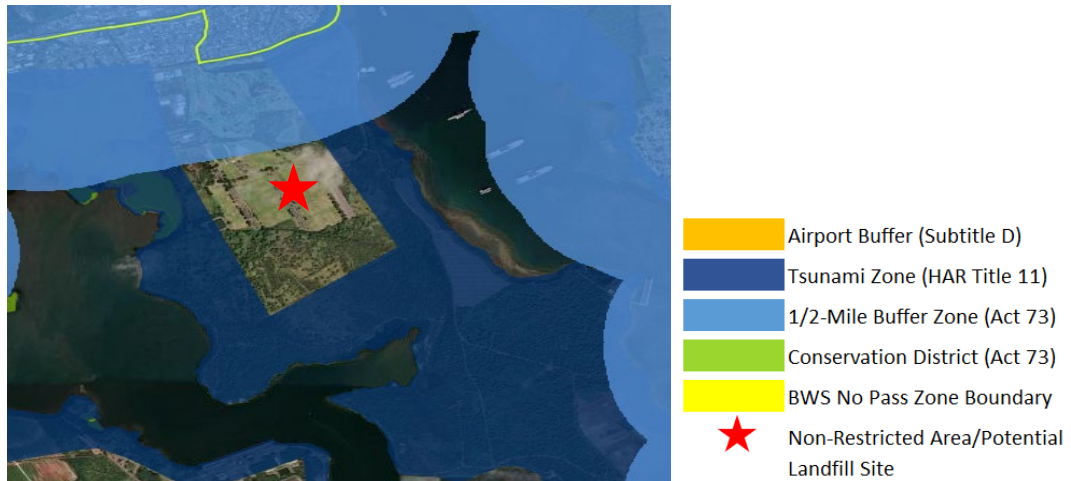 Airport Buffer (Subtitle D)
Tsunami Zone (HAR Title 11)
1/2-Mile Buffer Zone (Act 73)
Conservation District (Act 73)
BWS No Pass Zone Boundary
Non-Restricted Area/Potential
Landfill Site